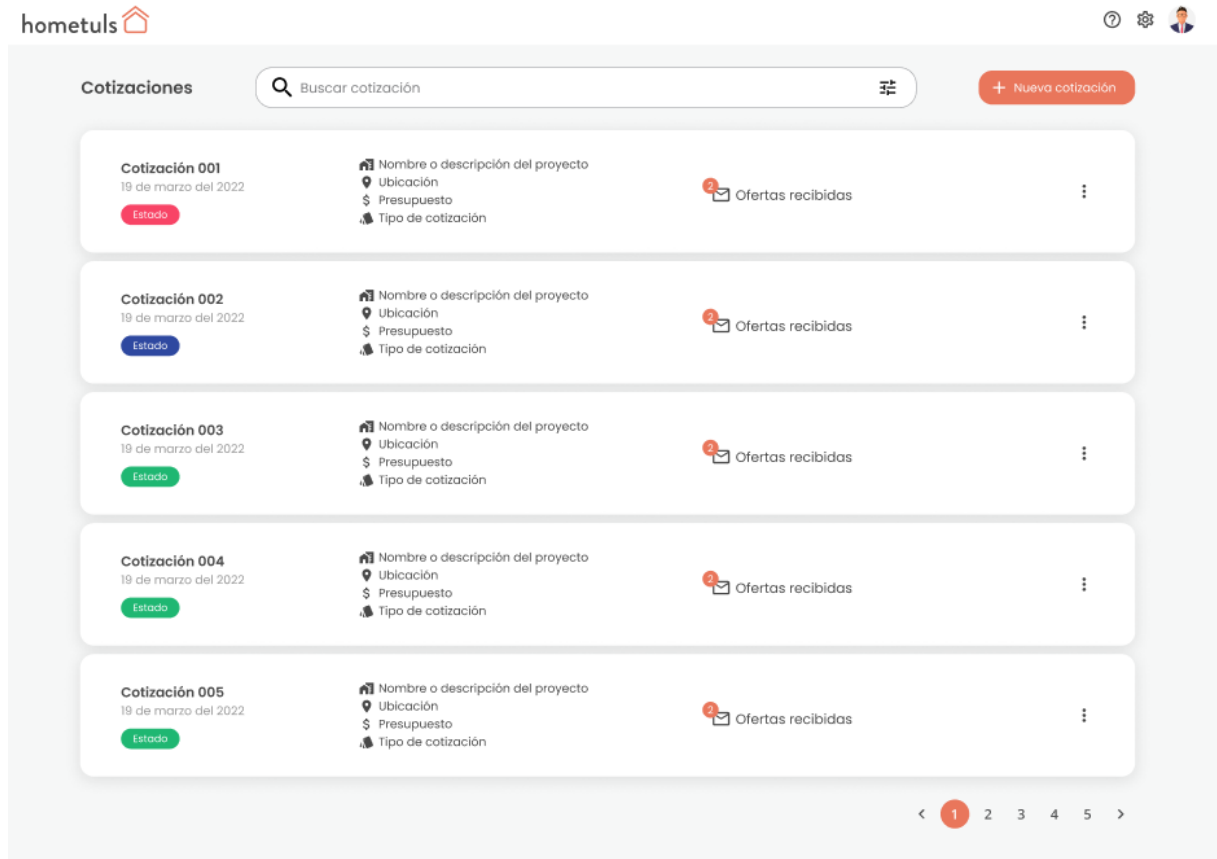 hometuls
Cotizaciones
Buscar cotización
+ Nueva cotización
Cotización 001
19 de marzo del 2022
Estado
Nombre o descripción del proyecto
Ubicación
$ Presupuesto
Tipo de cotización
2
Ofertas recibidas
Cotización 002
19 de marzo del 2022
Estado
Nombre o descripción del proyecto
Ubicación
$ Presupuesto
Tipo de cotización
2
Ofertas recibidas
Cotización 003
19 de marzo del 2022
Estado
Nombre o descripción del proyecto
Ubicación
$ Presupuesto
Tipo de cotización
2
Ofertas recibidas
Cotización 004
19 de marzo del 2022
Estado
Nombre o descripción del proyecto
Ubicación
$ Presupuesto
Tipo de cotización
2
Ofertas recibidas
Cotización 005
19 de marzo del 2022
Estado
Nombre o descripción del proyecto
Ubicación
$ Presupuesto
Tipo de cotización
2
Ofertas recibidas
< 1 2 3 4 5 >